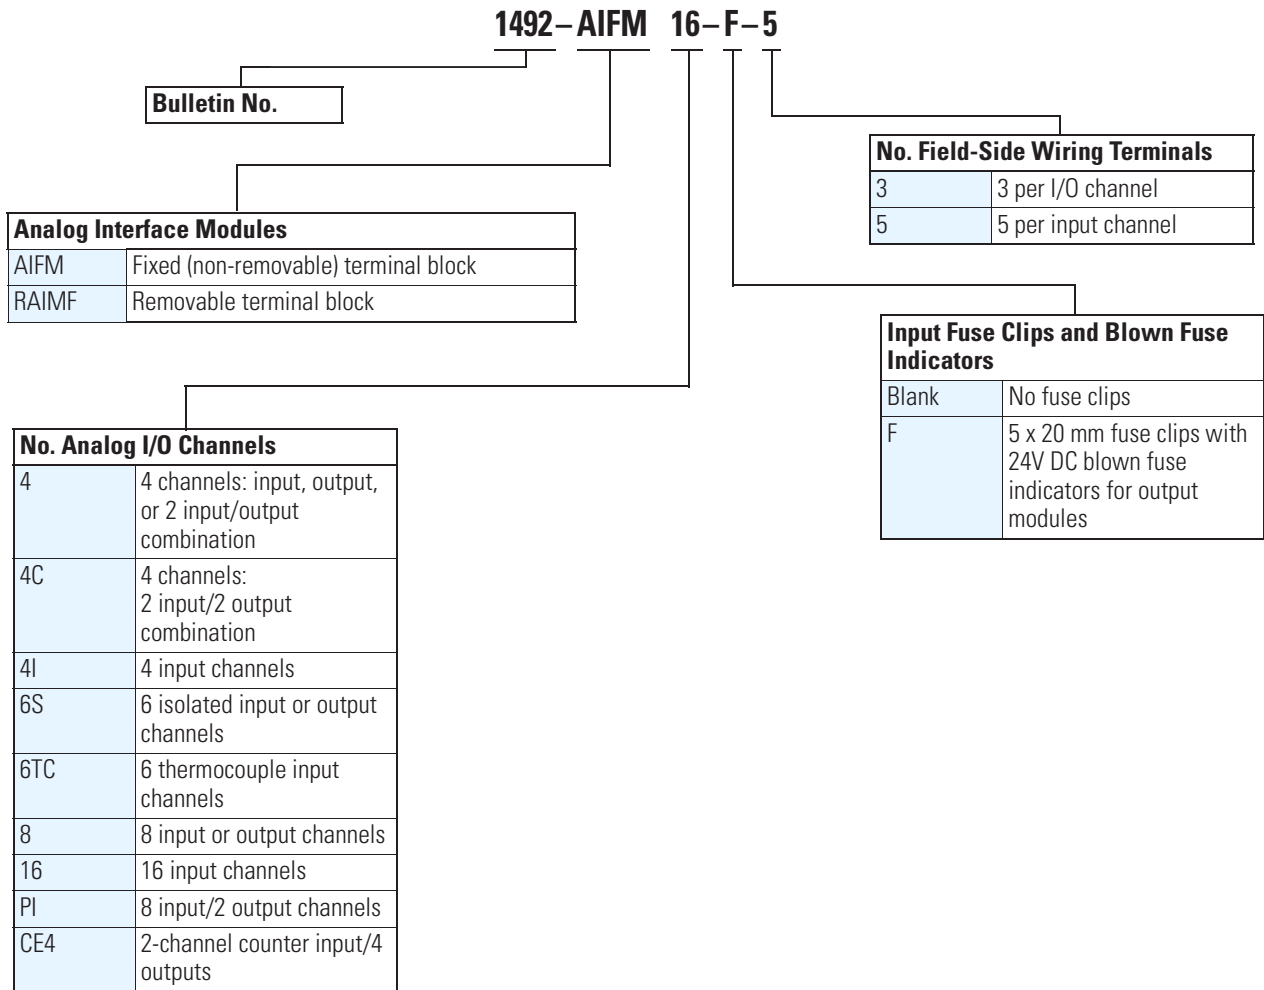 1492–AIFM 16–F–5
Bulletin No.
No. Field-Side Wiring Terminals
3 3 per I/O channel
5 5 per input channel
Analog Interface Modules
AIFM Fixed (non-removable) terminal block
RAIMF Removable terminal block
Input Fuse Clips and Blown Fuse
Indicators
Blank No fuse clips
F 5 x 20 mm fuse clips with
24V DC blown fuse
indicators for output
modules
No. Analog I/O Channels
4 4 channels: input, output,
or 2 input/output
combination
4C 4 channels:
2 input/2 output
combination
4I 4 input channels
6S 6 isolated input or output
channels
6TC 6 thermocouple input
channels
8 8 input or output channels
16 16 input channels
PI 8 input/2 output channels
CE4 2-channel counter input/4
outputs